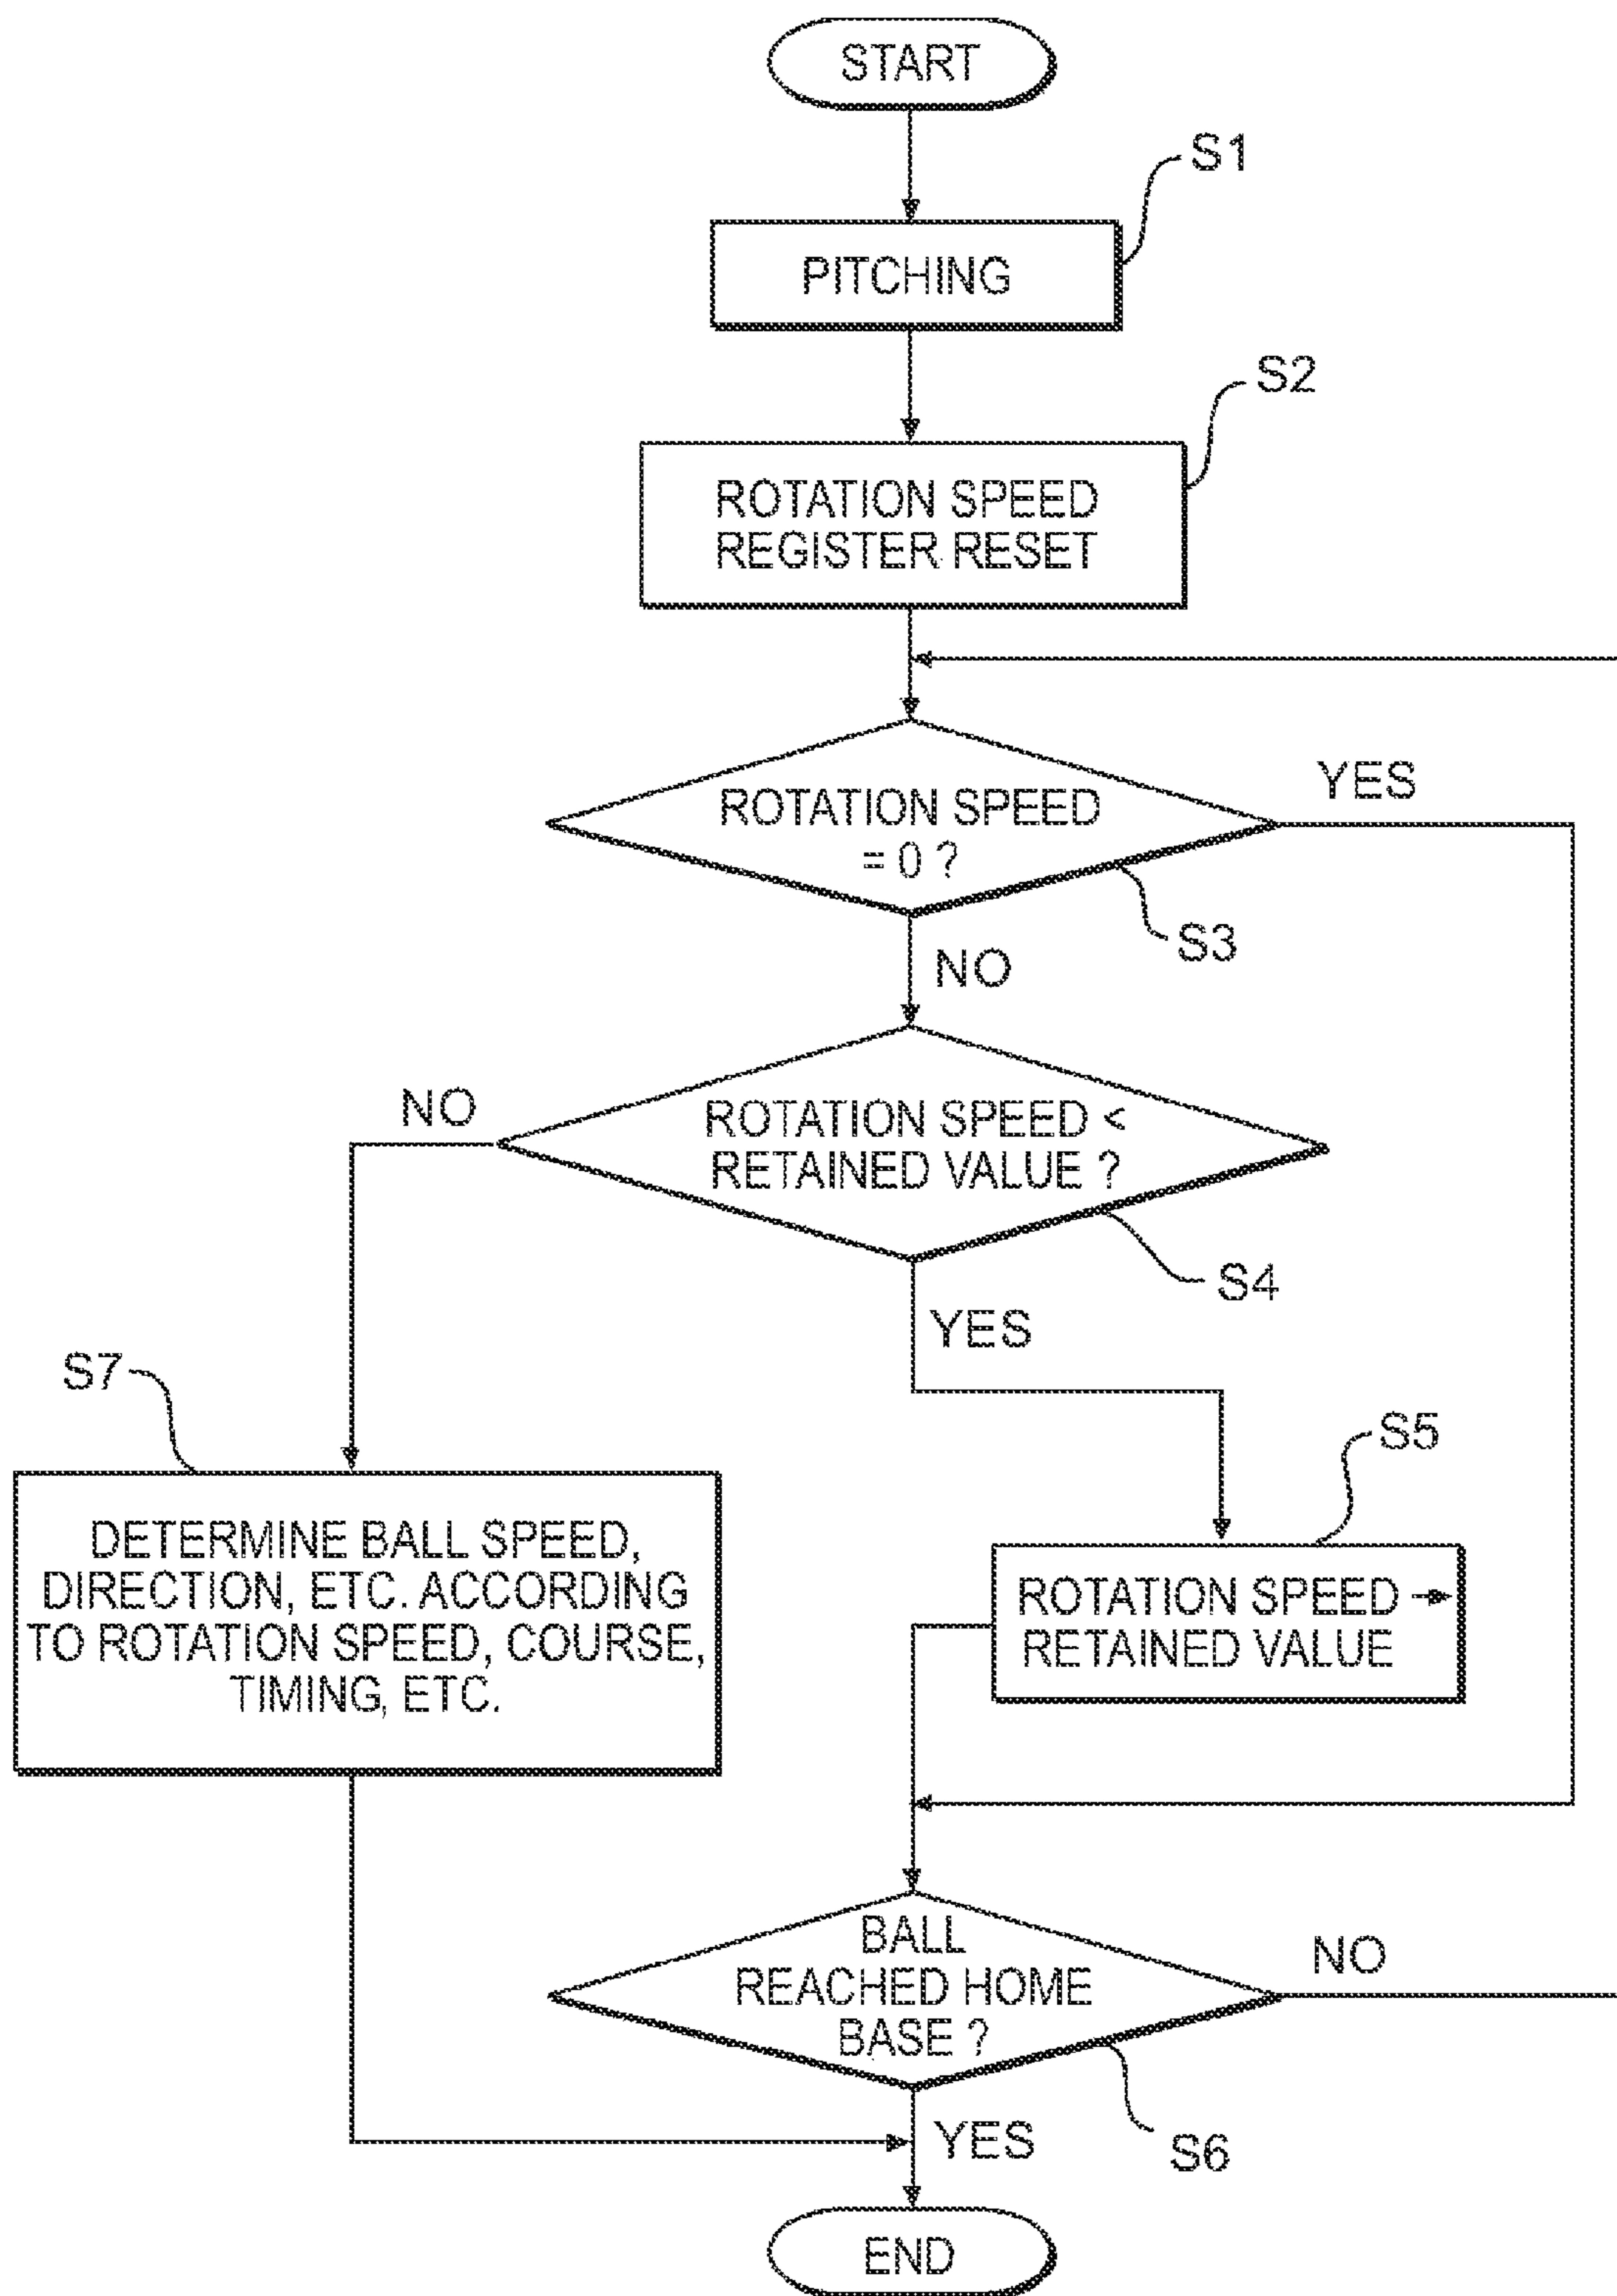 START
S1
PITCHING
S2
ROTATION SPEED
REGISTER RESET
YES
ROTATION SPEED
= 0 ?
S3
NO
NO
ROTATION SPEED <
RETAINED VALUE ?
S4
YES
S7
S5
DETERMINE BALL SPEED,
DIRECTION, ETC. ACCORDING
TO ROTATION SPEED, COURSE,
TIMING, ETC.
ROTATION SPEED →
RETAINED VALUE
BALL
REACHED HOME
BASE ?
NO
YES
S6
END